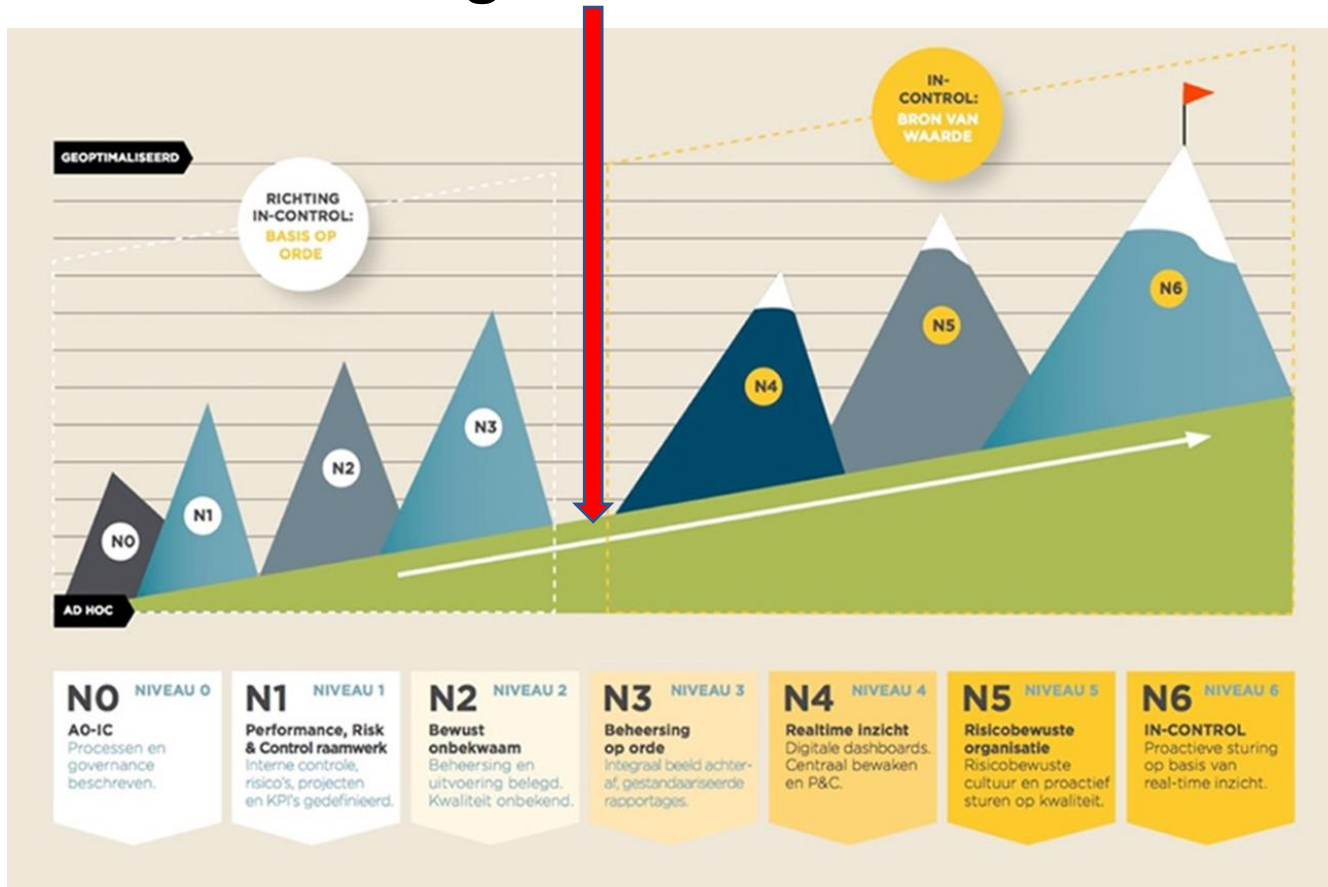 GEOPTIMALISEERD
RICHTING
IN-CONTROL:
BASIS OP
ORDE
IN-
CONTROL:
BRON VAN
WAARDE
N0
N1
N2
N3
N4
N5
N6
AD HOC
N0 NIVEAU 0
AO-IC
Processen en
governance
beschreven.
N1 NIVEAU 1
Performance, Risk
& Control raamwerk
Interne controle,
risico's, projecten
en KPI's gedefinieerd.
N2 NIVEAU 2
Bewust
onbekwaam
Beheersing en
uitvoering belegd.
Kwaliteit onbekend.
N3 NIVEAU 3
Beheersing
op orde
Integraal beeld achter-
af, gestandaariseerde
rapportages.
N4 NIVEAU 4
Realtime inzicht
Digitale dashboards.
Centraal bewaken
en P&C.
N5 NIVEAU 5
Risicobewuste
organisatie
Risicobewuste
cultuur en proactief
sturen op kwaliteit.
N6 NIVEAU 6
IN-CONTROL
Proactieve sturing
op basis van
real-time inzicht.